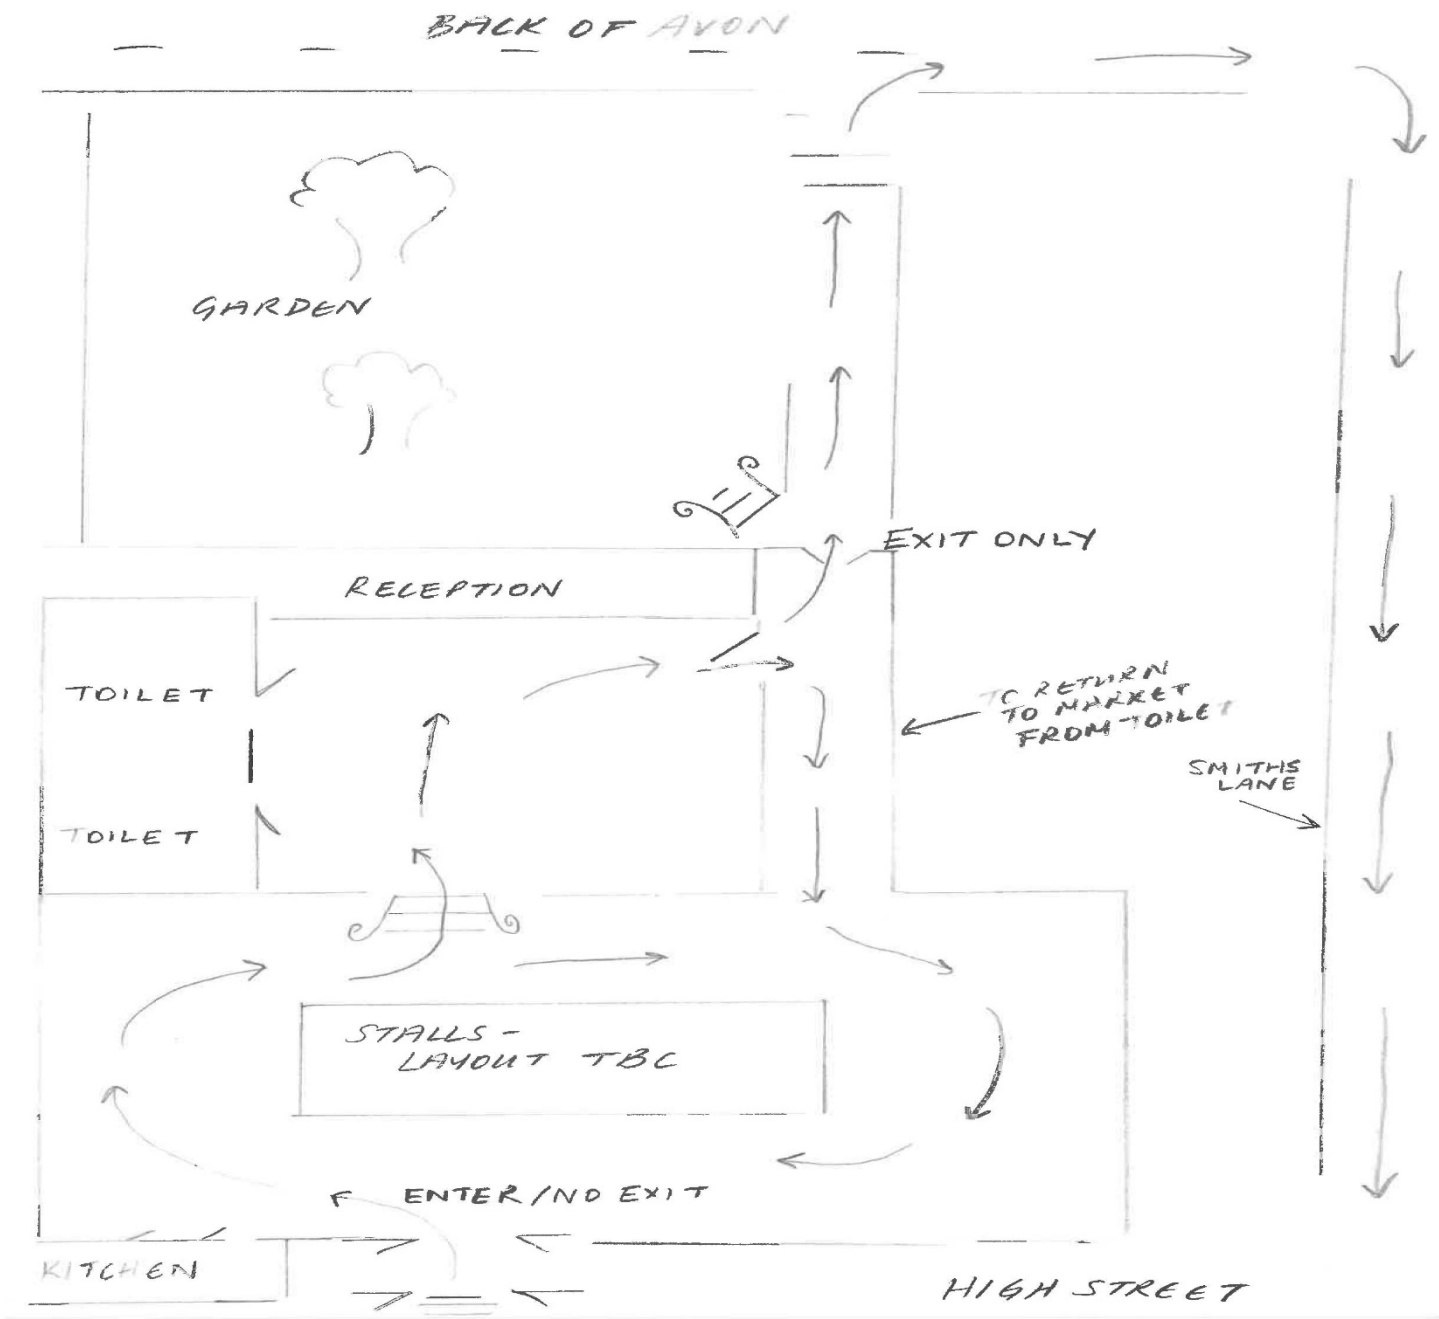 BACK OF AVON
GARDEN
EXIT ONLY
RECEPTION
TOILET
TO RETURN
TO MARKET
FROM TOILET
SMITHS
LANE
TOILET
STALLS -
LAYOUT TBC
ENTER/NO EXIT
KITCHEN
HIGH STREET